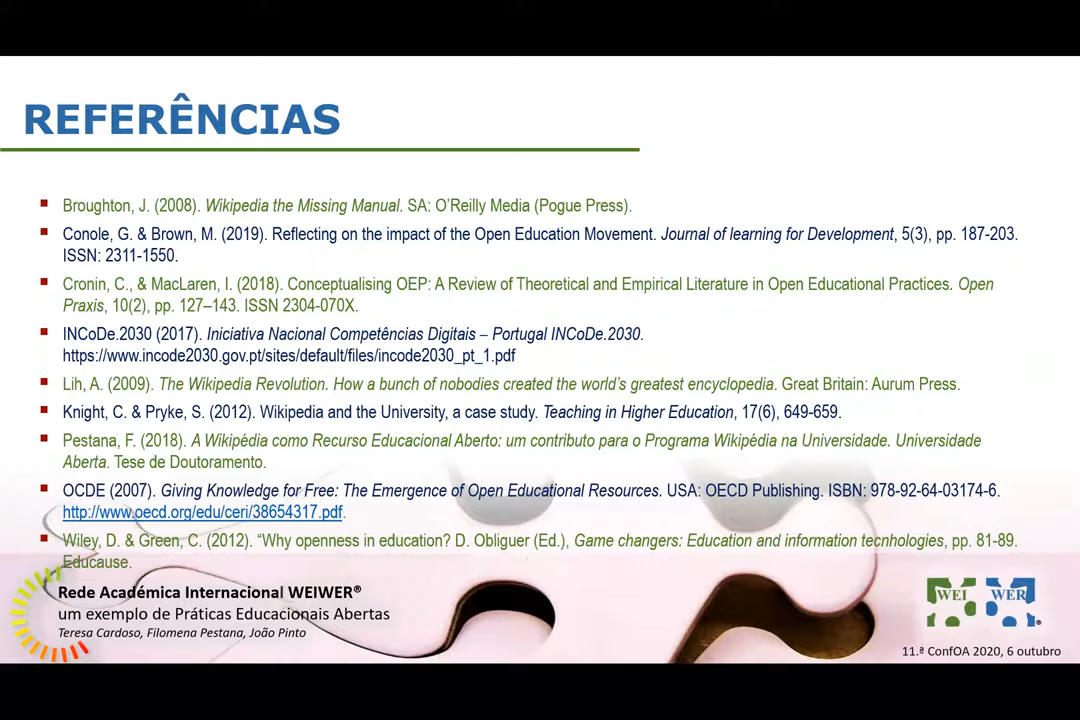 REFERÊNCIAS
Broughton, J. (2008). Wikipedia the Missing Manual. SA: O'Reilly Media (Pogue Press).
Conole, G. & Brown, M. (2019). Reflecting on the impact of the Open Education Movement. Journal of learning for Development, 5(3), pp. 187-203.
ISSN: 2311-1550.
Cronin, C., & MacLaren, I. (2018). Conceptualising OEP: A Review of Theoretical and Empirical Literature in Open Educational Practices. Open
Praxis, 10(2), pp. 127–143. ISSN 2304-070X.
INCoDe.2030 (2017). Iniciativa Nacional Competências Digitais – Portugal INCoDe.2030.
https://www.incode2030.gov.pt/sites/default/files/incode2030_pt_1.pdf
Lih, A. (2009). The Wikipedia Revolution. How a bunch of nobodies created the world's greatest encyclopedia. Great Britain: Aurum Press.
Knight, C. & Pryke, S. (2012). Wikipedia and the University, a case study. Teaching in Higher Education, 17(6), 649-659.
Pestana, F. (2018). A Wikipédia como Recurso Educacional Aberto: um contributo para o Programa Wikipédia na Universidade. Universidade
Aberta. Tese de Doutoramento.
OCDE (2007). Giving Knowledge for Free: The Emergence of Open Educational Resources. USA: OECD Publishing. ISBN: 978-92-64-03174-6.
http://www.oecd.org/edu/ceri/38654317.pdf.
Wiley, D. & Green, C. (2012). “Why openness in education? D. Obliguer (Ed.), Game changers: Education and information tecnhologies, pp. 81-89.
Educause.
Rede Académica Internacional WEIWER®
um exemplo de Práticas Educacionais Abertas
Teresa Cardoso, Filomena Pestana, João Pinto
WEI WER®
11.ª ConfOA 2020, 6 outubro